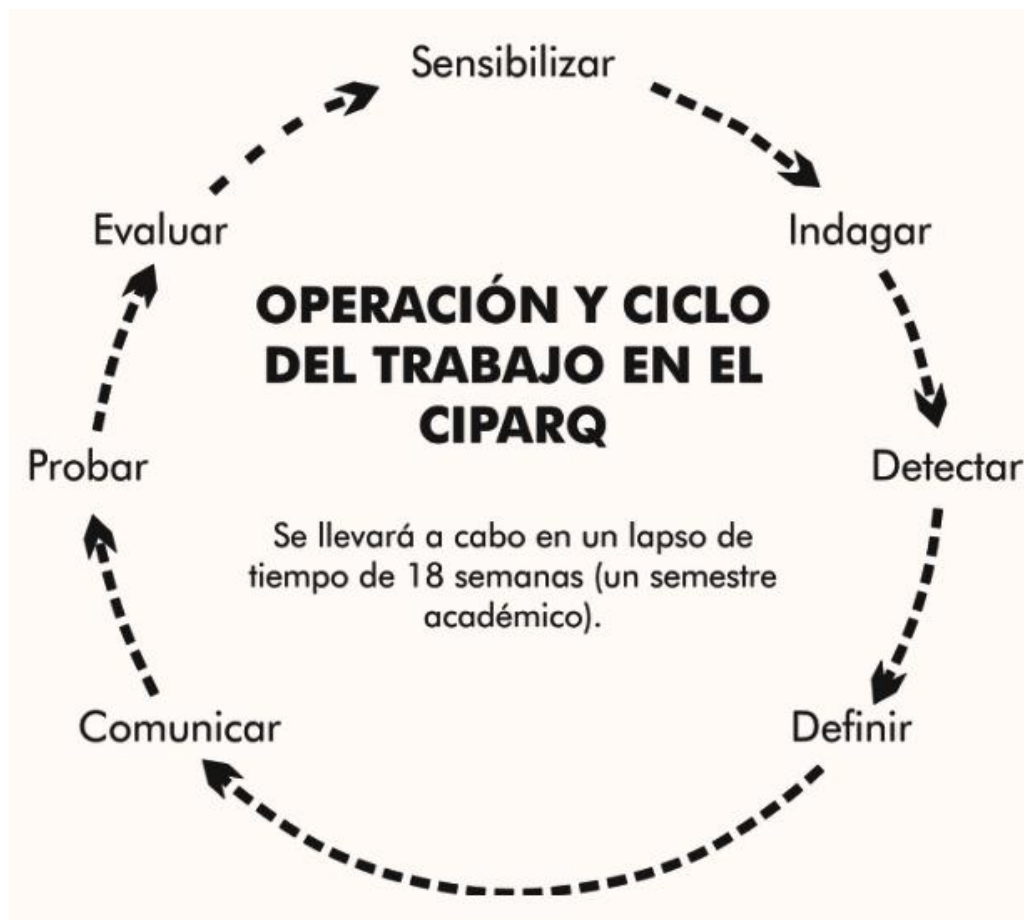 Sensibilizar
Evaluar
Indagar
OPERACIÓN Y CICLO
DEL TRABAJO EN EL
CIPARQ
Probar
Detectar
Se llevará a cabo en un lapso de
tiempo de 18 semanas (un semestre
académico).
Comunicar
Definir